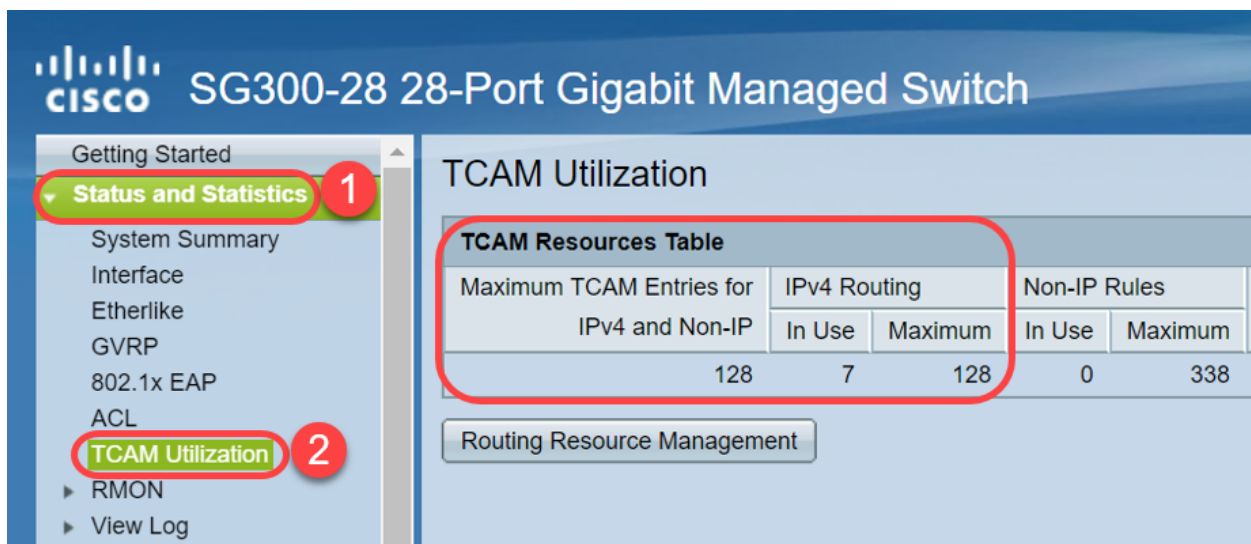 CISCO SG300-28 28-Port Gigabit Managed Switch
Getting Started
Status and Statistics 1
System Summary
Interface
Etherlike
GVRP
802.1x EAP
ACL
TCAM Utilization 2
RMON
View Log
TCAM Utilization
TCAM Resources Table
Maximum TCAM Entries for IPv4 Routing Non-IP Rules
IPv4 and Non-IP In Use Maximum In Use Maximum
128 7 128 0 338
Routing Resource Management